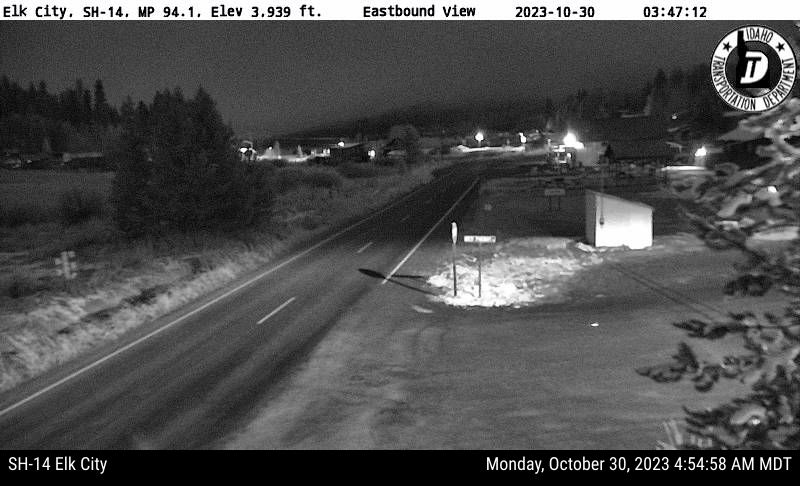 Elk City, SH-14, MP 94.1, Elev 3,939 ft. Eastbound View 2023-10-30 03:47:12
IDAHO
TRANSPORTATION DEPARTMENT
SH-14 Elk City Monday, October 30, 2023 4:54:58 AM MDT